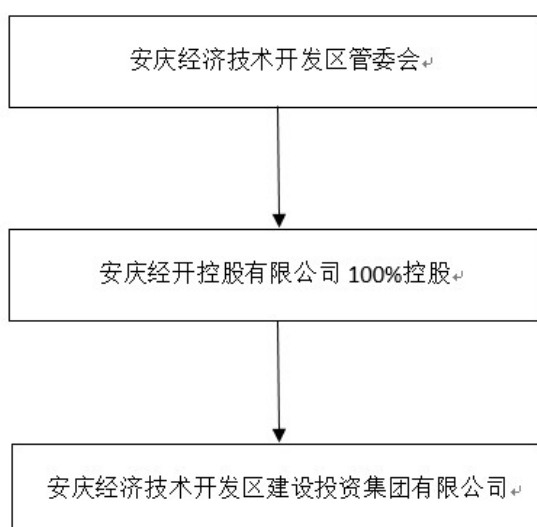 安庆经济技术开发区管委会
安庆经开控股有限公司 100%控股
安庆经济技术开发区建设投资集团有限公司